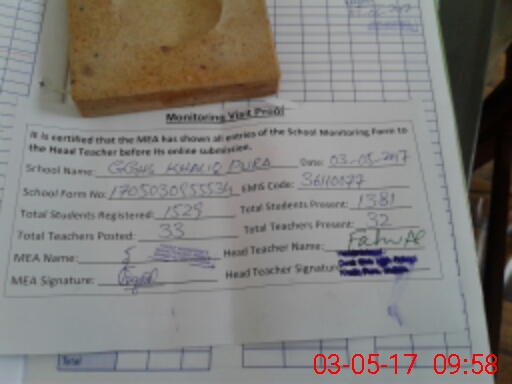 Monitoring Visit Proof
It is certified that the MEA has shown all entries of the School Monitoring Form to
the Head Teacher before its online submission.
School Name: GGHS KHALIQ PURA Date: 03-05-2017
School Form No: EMIS Code: 36110077
Total Students Registered: 1529 Total Students Present: 1381
Total Teachers Posted: 33 Total Teachers Present: 32
MEA Name: Head Teacher Name:
MEA Signature: Head Teacher Signature
Total
03-05-17 09:58